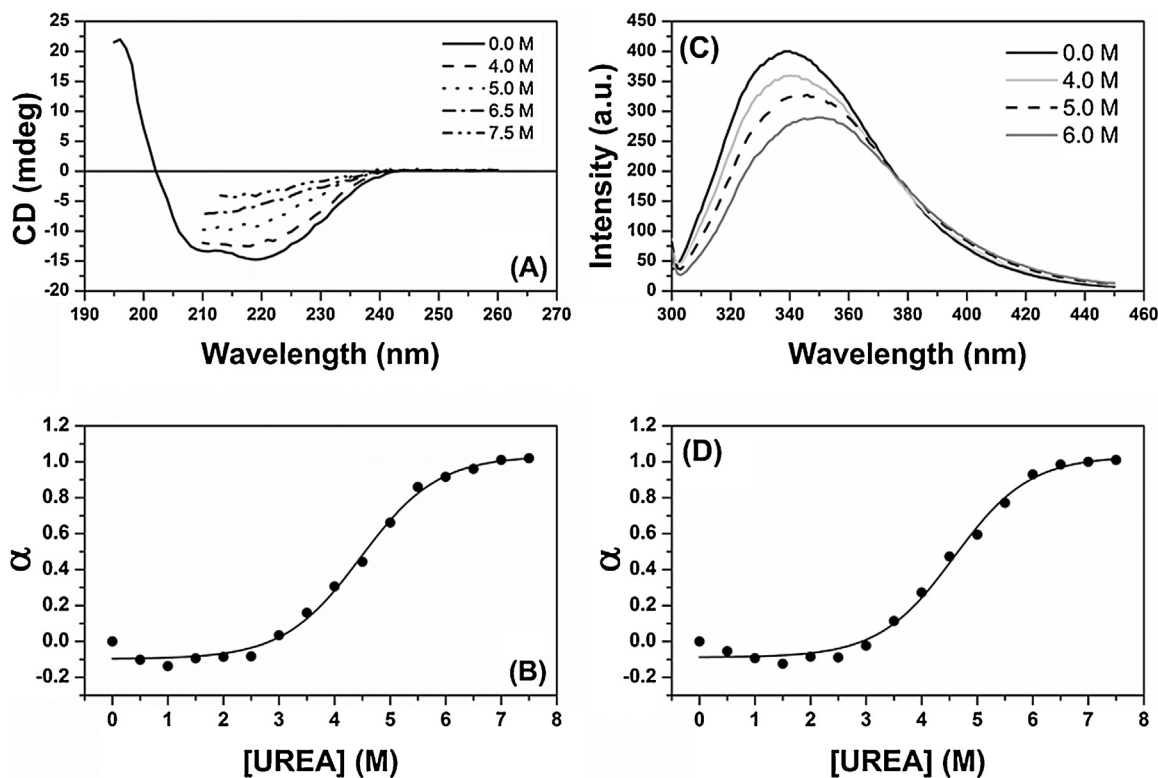 25
20
15
10
5
0
-5
-10
-15
-20
CD (mdeg)
0.0 M
4.0 M
5.0 M
6.5 M
7.5 M
(A)
190 200 210 220 230 240 250 260 270
Wavelength (nm)
450
400
350
300
250
200
150
100
50
0
Intensity (a.u.)
(C)
0.0 M
4.0 M
5.0 M
6.0 M
300 320 340 360 380 400 420 440 460
Wavelength (nm)
1.2
1.0
0.8
0.6
0.4
0.2
0.0
-0.2
α
(B)
0 1 2 3 4 5 6 7 8
[UREA] (M)
1.2
1.0
0.8
0.6
0.4
0.2
0.0
-0.2
α
(D)
0 1 2 3 4 5 6 7 8
[UREA] (M)